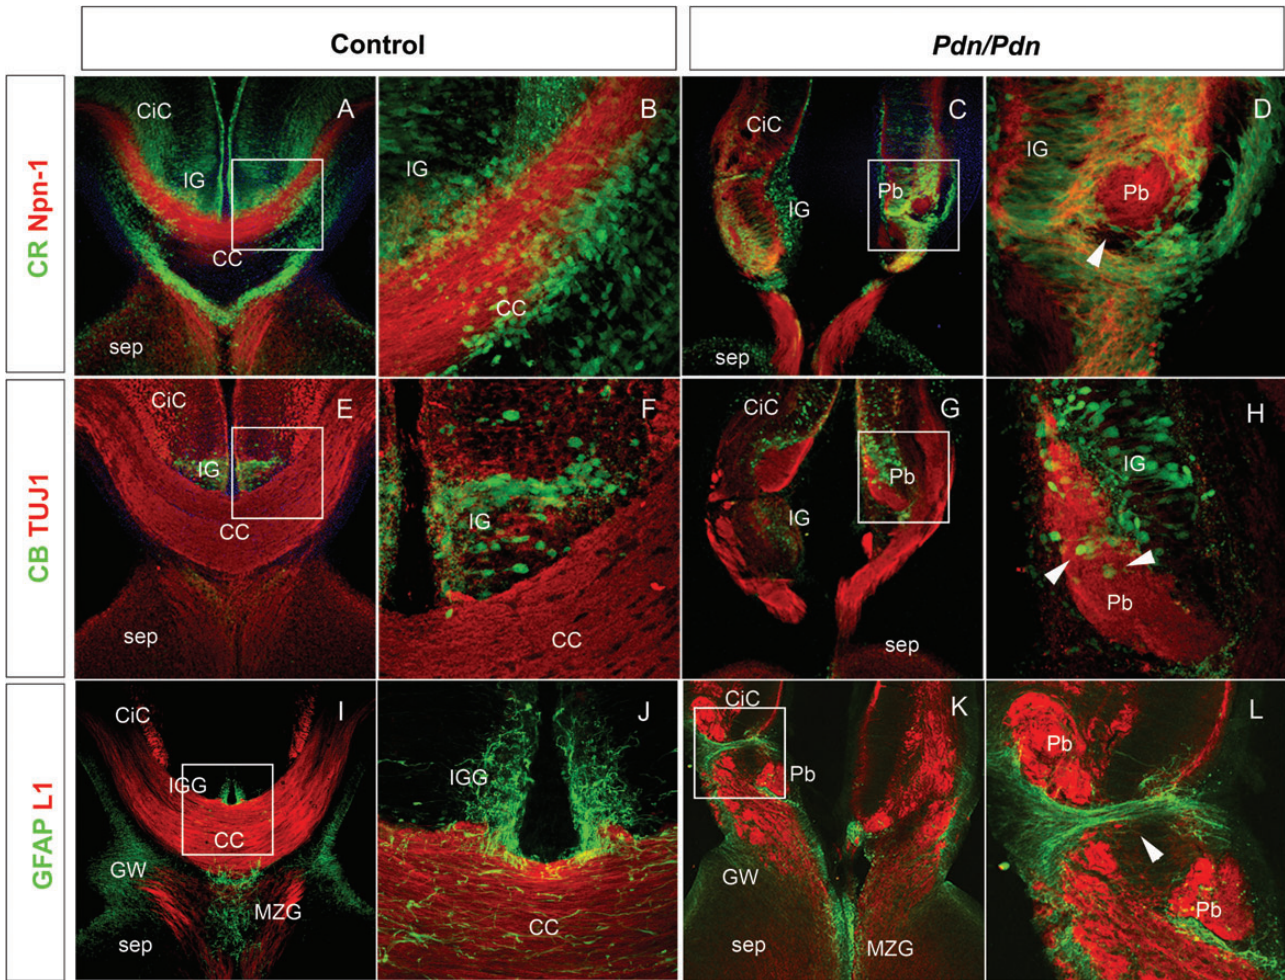 Control
Pdn/Pdn
CR Npn-1
CiC
A
IG
CC
sep
B
IG
CC
C
CiC
Pb
IG
sep
D
IG
Pb
CB TUJ1
CiC
E
IG
CC
sep
F
IG
CC
CiC
G
Pb
IG
sep
H
IG
Pb
GFAP L1
CiC
I
IGG
CC
GW
MZG
sep
J
IGG
CC
CiC
K
Pb
GW
sep
MZG
L
Pb
Pb